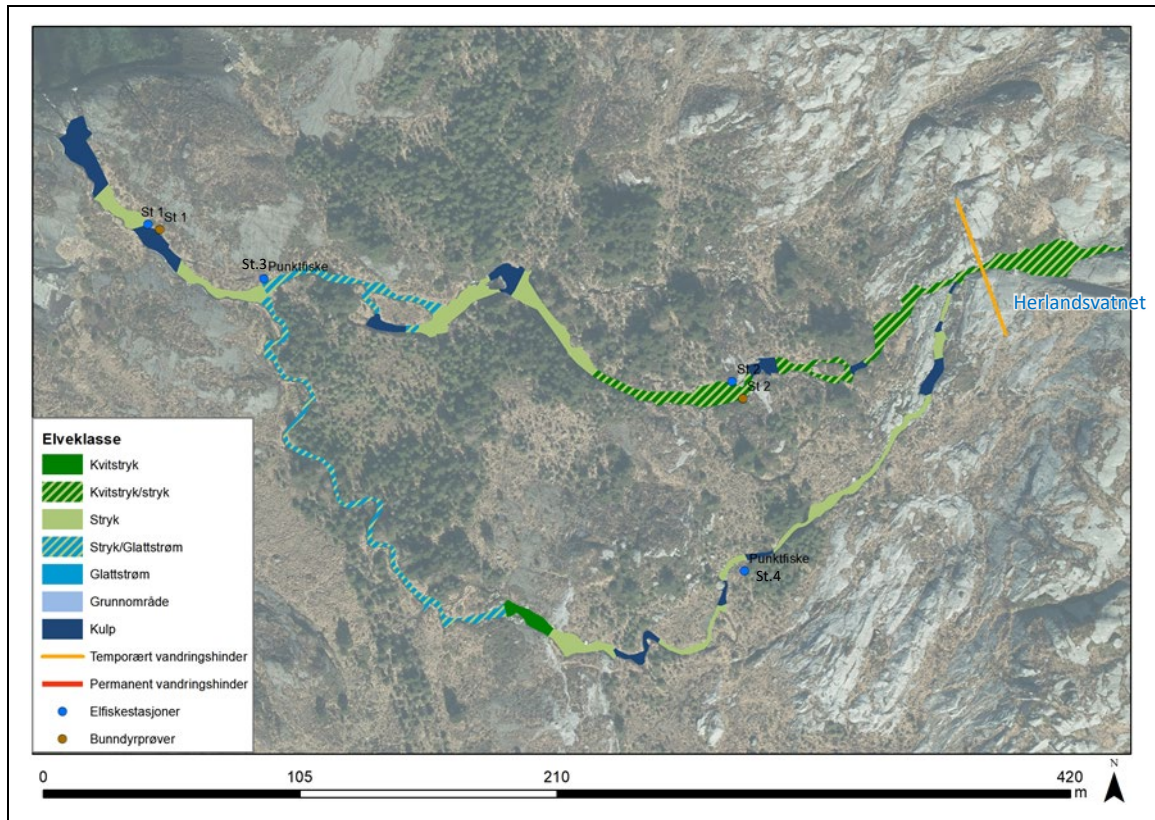 St 1
St 1
St.3 Punktfiske
Herlandsvatnet
St 2
St 2
Punktfiske
St.4
Elveklasse
Kvitstryk
Kvitstryk/stryk
Stryk
Stryk/Glattstrøm
Glattstrøm
Grunnområde
Kulp
Temporært vandringshinder
Permanent vandringshinder
Elfiskestasjoner
Bunndyrprøver
0 105 210 420
m
N